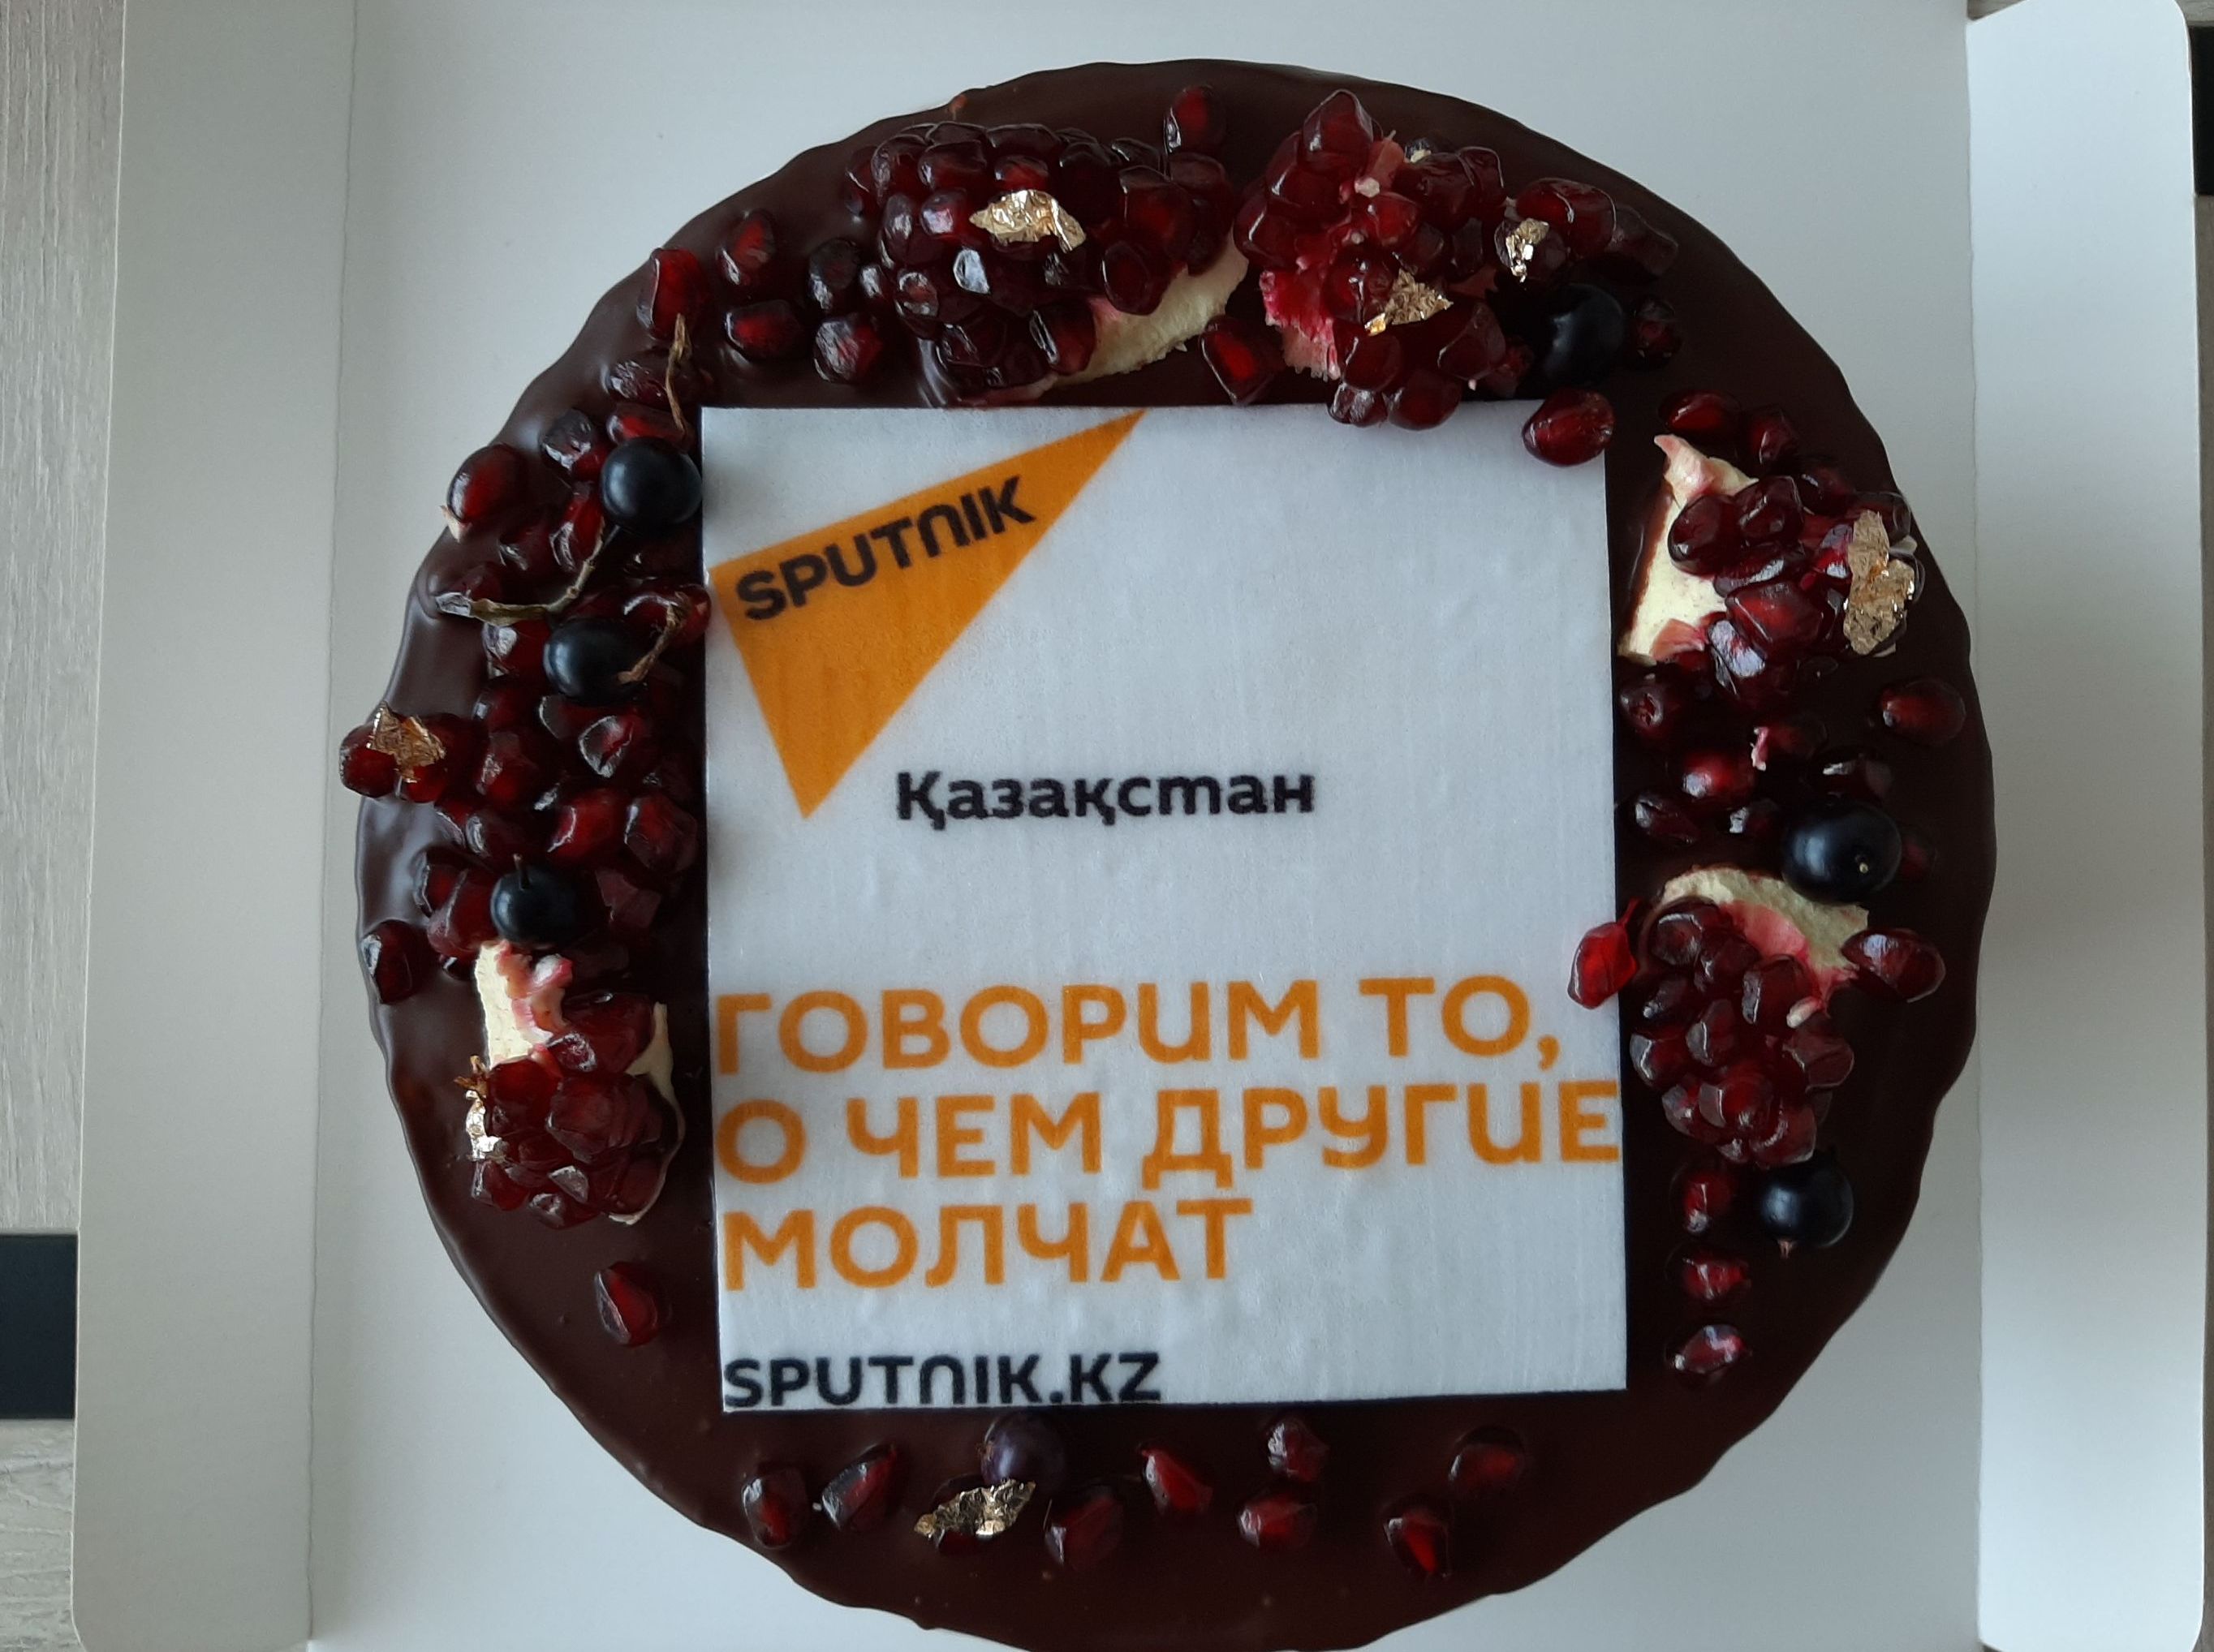 SPUTNIK
Қазақстан
ГОВОРИМ ТО,
О ЧЕМ ДРУГИЕ
МОЛЧАТ
SPUTNIK.KZ